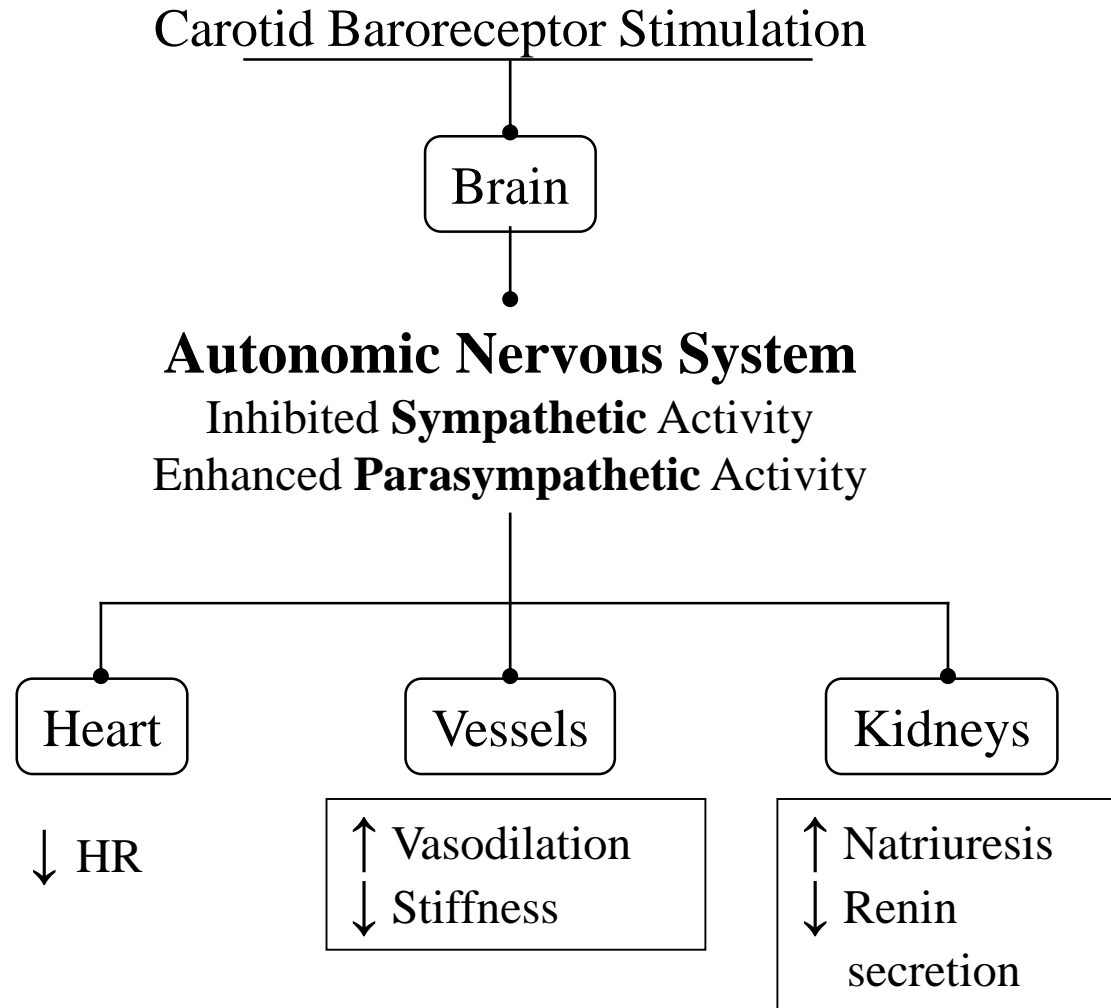 Carotid Baroreceptor Stimulation
Brain
Autonomic Nervous System
Inhibited Sympathetic Activity
Enhanced Parasympathetic Activity
Heart
Vessels
Kidneys
↓ HR
↑ Vasodilation
↓ Stiffness
↑ Natriuresis
↓ Renin
secretion